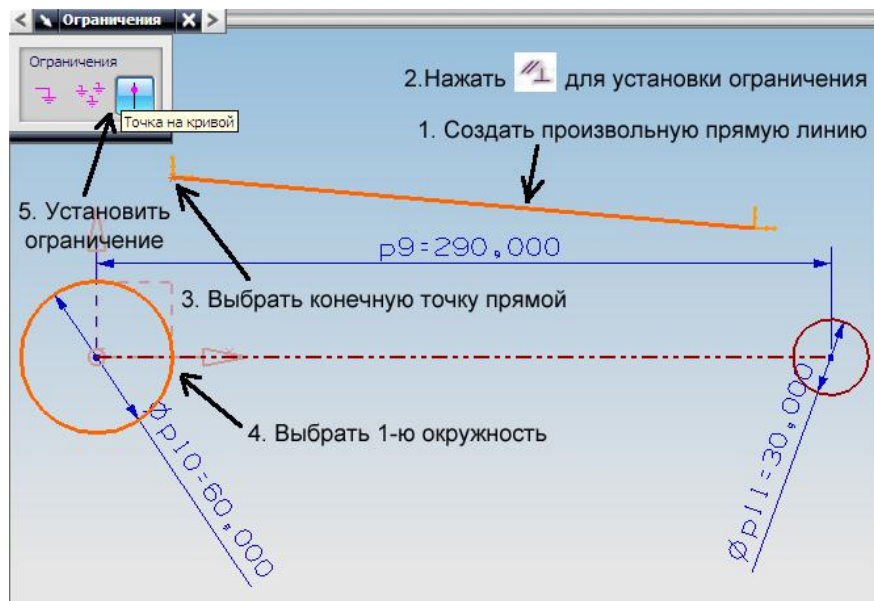 Ограничения
Ограничения
2.Нажать для установки ограничения
Точка на кривой
1. Создать произвольную прямую линию
5. Установить
ограничение
p9=290,000
3. Выбрать конечную точку прямой
4. Выбрать 1-ю окружность
Øp10=60,000
Øp11=30,000